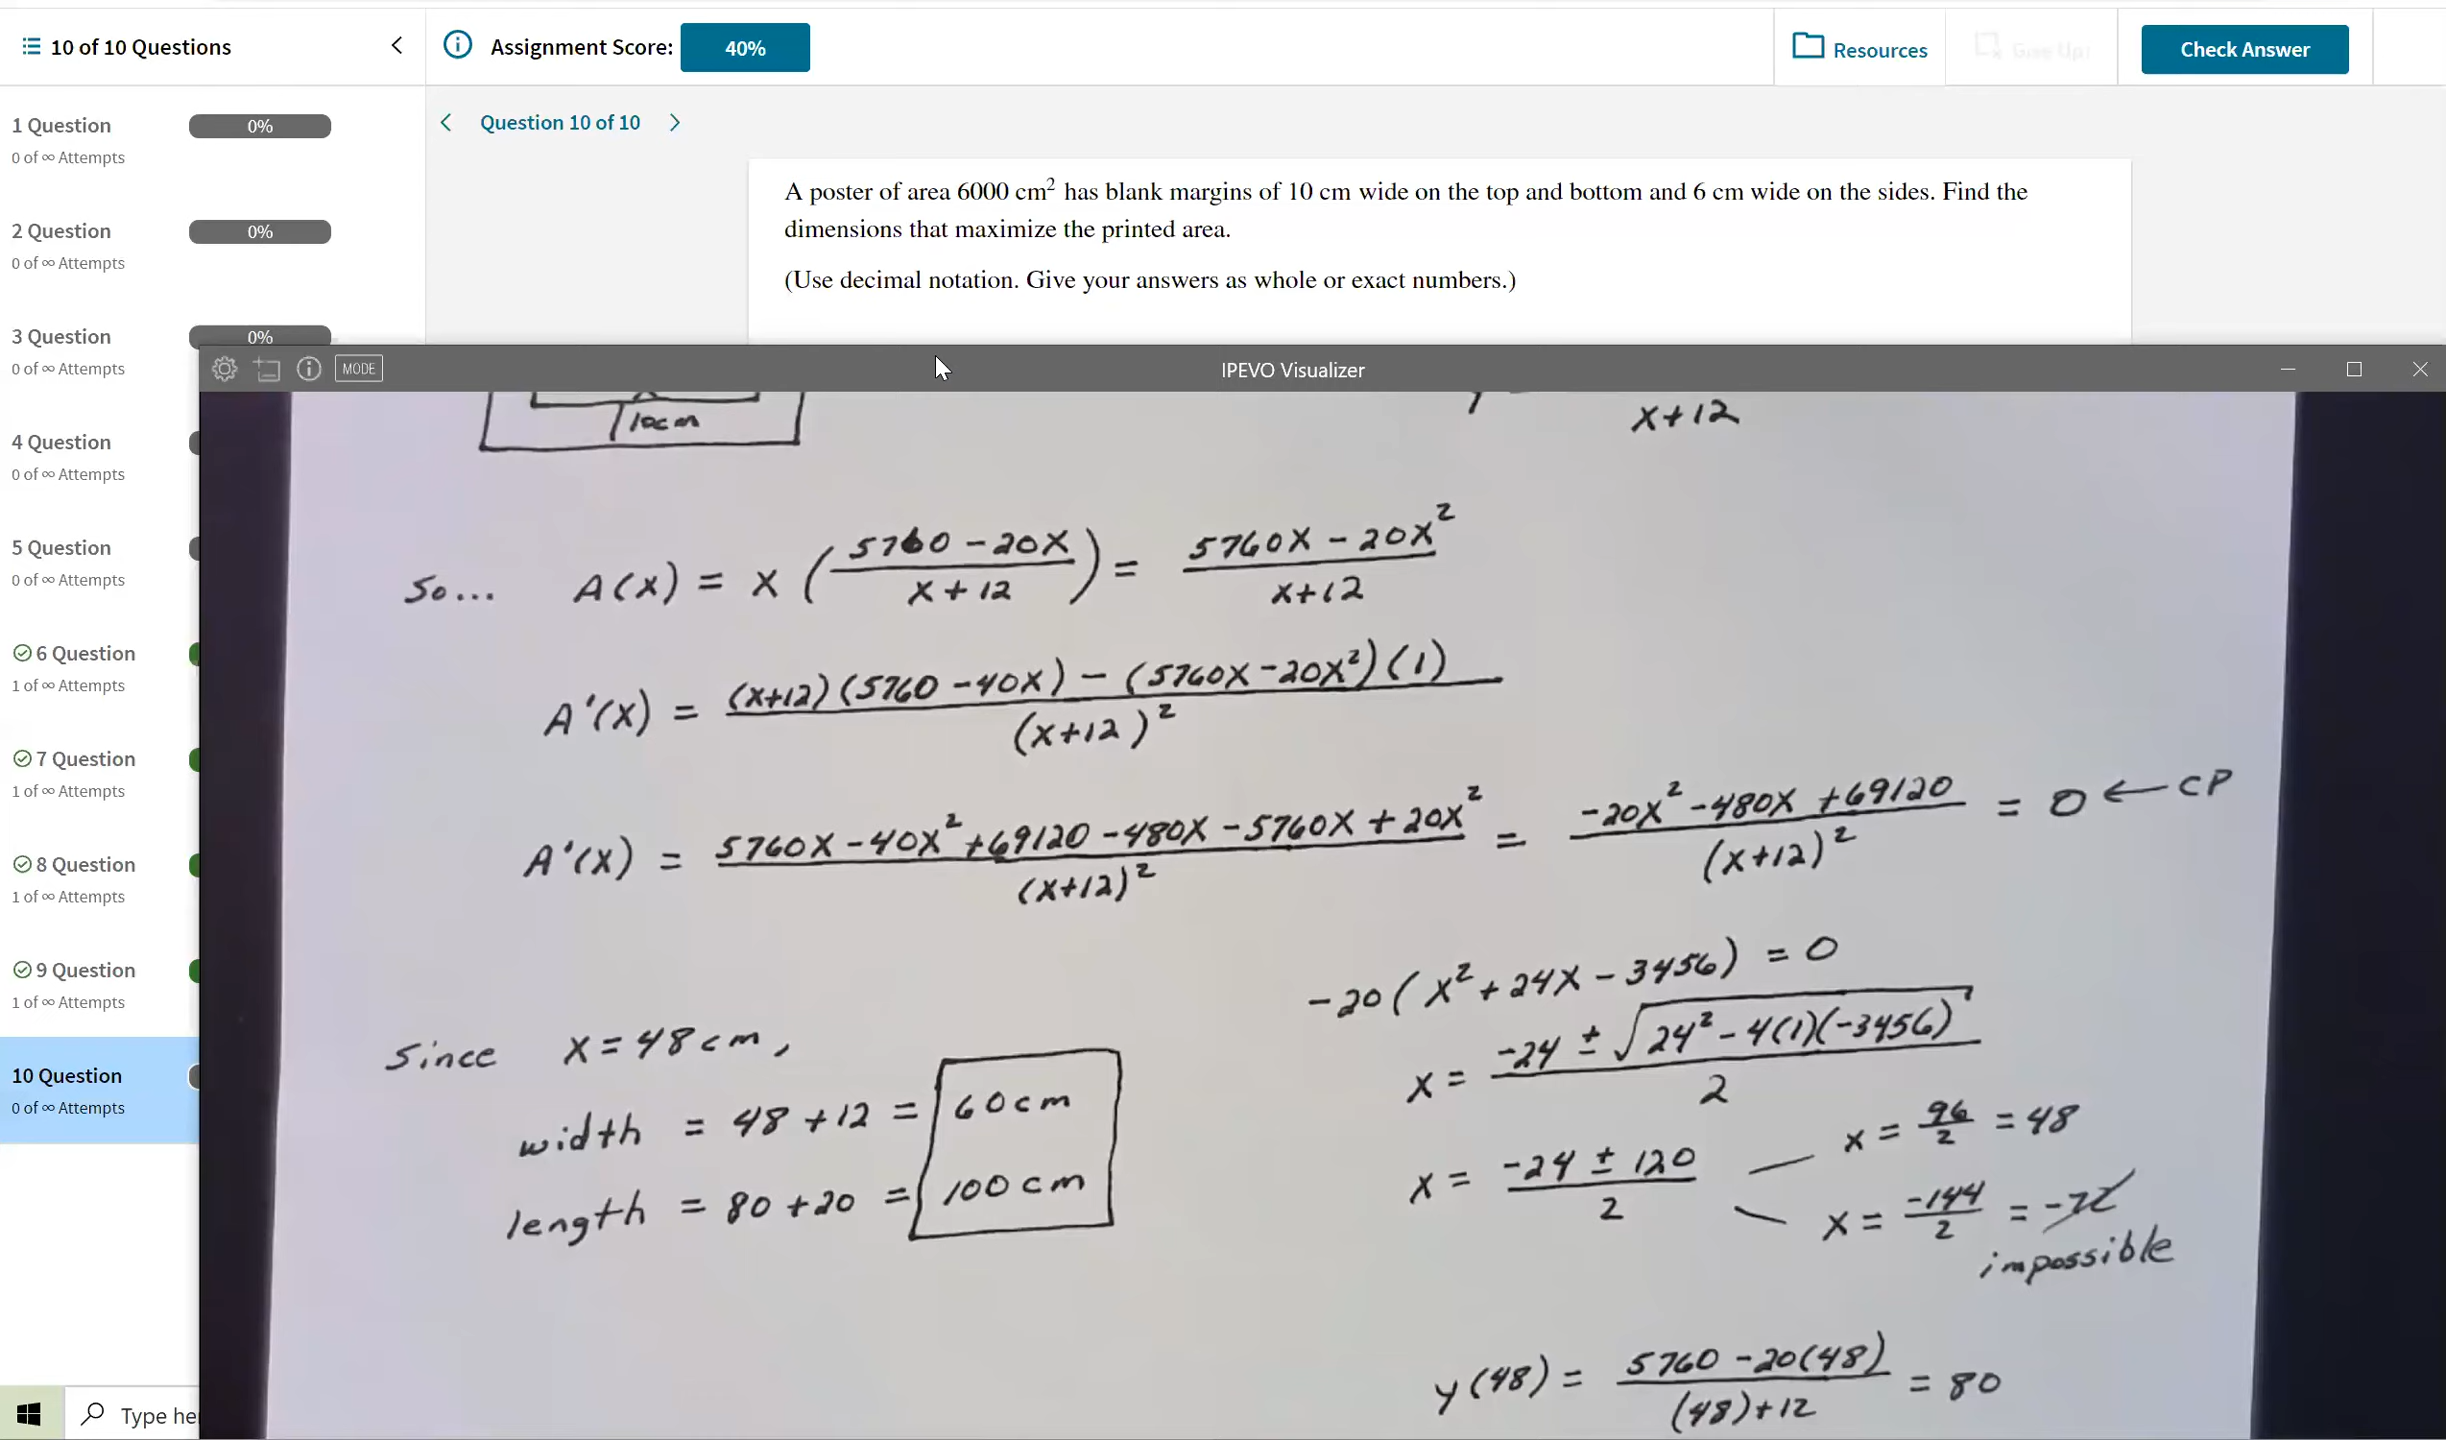 10 of 10 Questions
Assignment Score: 40%
Resources
Give Up!
Check Answer
1 Question 0%
0 of ∞ Attempts
2 Question 0%
0 of ∞ Attempts
3 Question 0%
0 of ∞ Attempts
4 Question
0 of ∞ Attempts
5 Question
0 of ∞ Attempts
6 Question
1 of ∞ Attempts
7 Question
1 of ∞ Attempts
8 Question
1 of ∞ Attempts
9 Question
1 of ∞ Attempts
10 Question
0 of ∞ Attempts
Question 10 of 10
A poster of area 6000 cm² has blank margins of 10 cm wide on the top and bottom and 6 cm wide on the sides. Find the
dimensions that maximize the printed area.
(Use decimal notation. Give your answers as whole or exact numbers.)
MODE
IPEVO Visualizer
10cm
x+12
So... A(x) = x ( (5760 - 20x) / (x+12) ) = (5760x - 20x²) / (x+12)
A'(x) = ((x+12)(5760 - 40x) - (5760x - 20x²)(1)) / (x+12)²
A'(x) = (5760x - 40x² + 69120 - 480x - 5760x + 20x²) / (x+12)² = (-20x² - 480x + 69120) / (x+12)² = 0 ← CP
-20(x² + 24x - 3456) = 0
x = (-24 ± √(24² - 4(1)(-3456))) / 2
x = (-24 ± 120) / 2
x = 96/2 = 48
x = -144/2 = -72
impossible
y(48) = (5760 - 20(48)) / ((48)+12) = 80
Since x = 48cm,
width = 48 + 12 = 60cm
length = 80 + 20 = 100cm
Type her